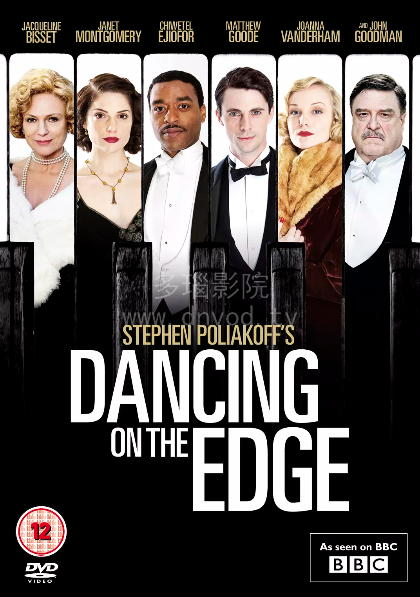 JACQUELINE
BISSET
JANET
MONTGOMERY
CHIWETEL
EJIOFOR
MATTHEW
GOODE
JOANNA
VANDERHAM
AND JOHN
GOODMAN
多瑙影院
www.dnvod.tv
STEPHEN POLIAKOFF'S
DANCING
ON THE
EDGE
12
DVD
VIDEO
As seen on BBC
BBC